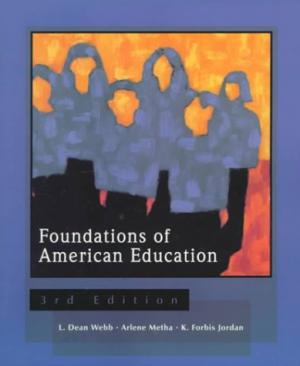 Foundations of
American Education
3rd Edition
L. Dean Webb · Arlene Metha · K. Forbis Jordan